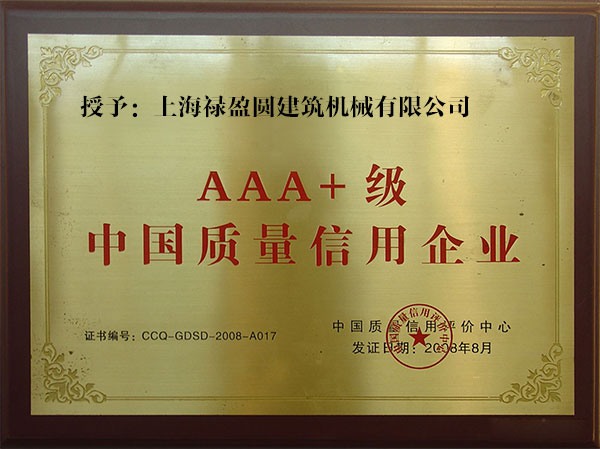 授予：上海禄盈圆建筑机械有限公司
AAA+ 级
中国质量信用企业
证书编号：CCQ-GDSD-2008-A017
中国质 信用评价中心
发证日期：2008年8月